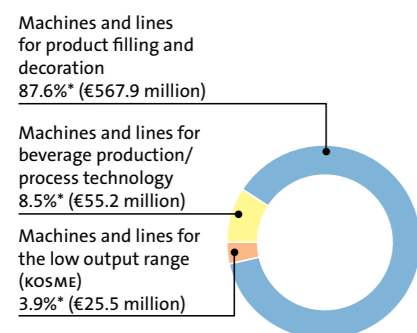 Machines and lines
for product filling and
decoration
87.6%* (€567.9 million)
Machines and lines for
beverage production/
process technology
8.5%* (€55.2 million)
Machines and lines for
the low output range
(KOSME)
3.9%* (€25.5 million)